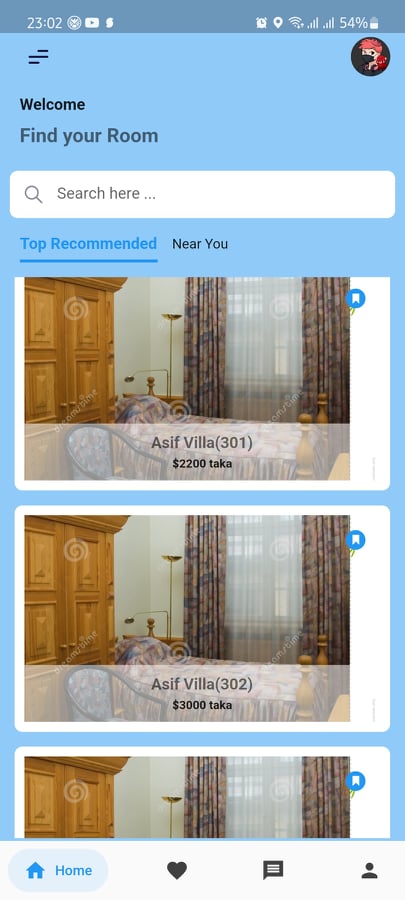 23:02
54%
Welcome
Find your Room
Search here ...
Top Recommended
Near You
Asif Villa(301)
$2200 taka
Asif Villa(302)
$3000 taka
Home